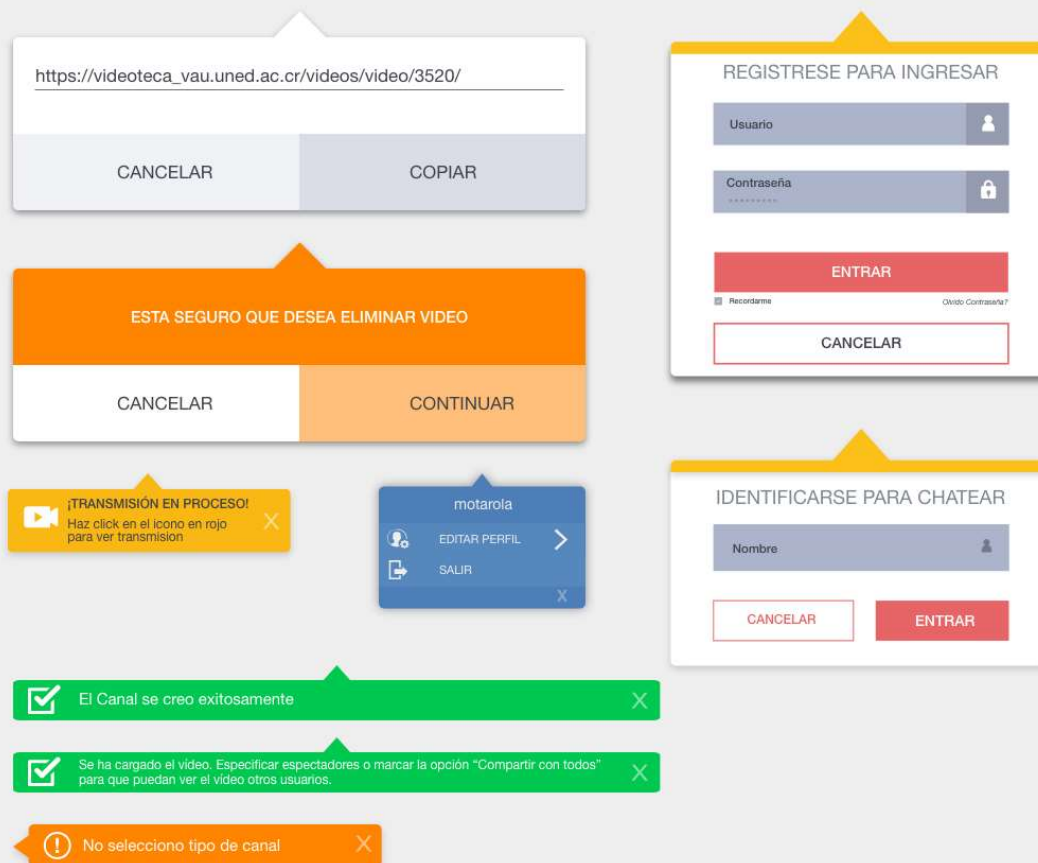 https://videoteca_vau.uned.ac.cr/videos/video/3520/
CANCELAR
COPIAR
ESTA SEGURO QUE DESEA ELIMINAR VIDEO
CANCELAR
CONTINUAR
¡TRANSMISIÓN EN PROCESO!
Haz click en el icono en rojo
para ver transmision
X
motarola
EDITAR PERFIL
SALIR
X
El Canal se creo exitosamente
X
Se ha cargado el vídeo. Especificar espectadores o marcar la opción “Compartir con todos”
para que puedan ver el vídeo otros usuarios.
X
No selecciono tipo de canal
X
REGISTRESE PARA INGRESAR
Usuario
Contraseña
ENTRAR
Recordarme
Olvido Contraseña?
CANCELAR
IDENTIFICARSE PARA CHATEAR
Nombre
CANCELAR
ENTRAR